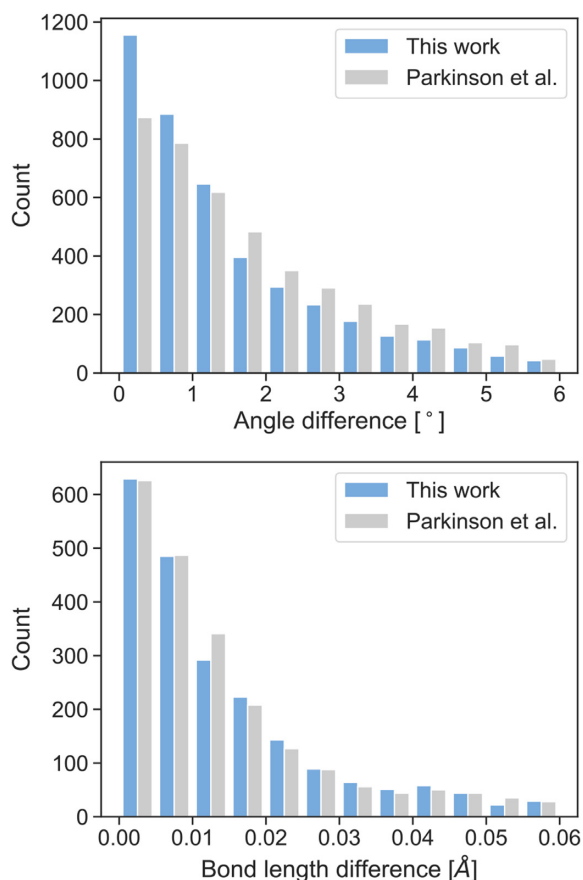 1200
1000
800
600
400
200
0
Count
This work
Parkinson et al.
0 1 2 3 4 5 6
Angle difference [ ° ]
600
500
400
300
200
100
0
Count
This work
Parkinson et al.
0.00 0.01 0.02 0.03 0.04 0.05 0.06
Bond length difference [Å]